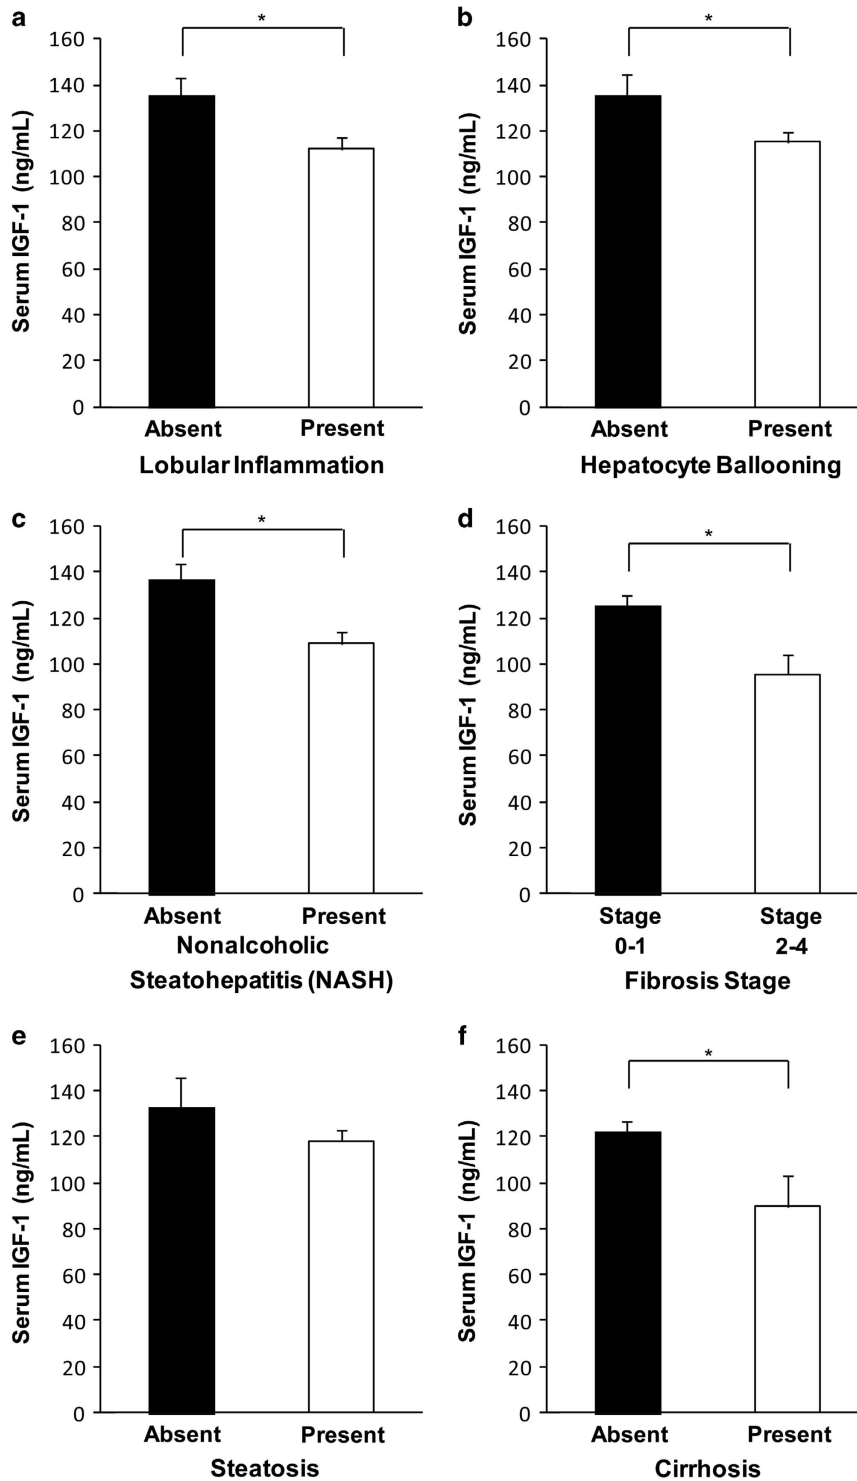 a
*
160
140
120
100
80
60
40
20
0
Serum IGF-1 (ng/mL)
Absent Present
Lobular Inflammation
b
*
160
140
120
100
80
60
40
20
0
Serum IGF-1 (ng/mL)
Absent Present
Hepatocyte Ballooning
c
*
160
140
120
100
80
60
40
20
0
Serum IGF-1 (ng/mL)
Absent Present
Nonalcoholic
Steatohepatitis (NASH)
d
*
160
140
120
100
80
60
40
20
0
Serum IGF-1 (ng/mL)
Stage Stage
0-1 2-4
Fibrosis Stage
e
160
140
120
100
80
60
40
20
0
Serum IGF-1 (ng/mL)
Absent Present
Steatosis
f
*
160
140
120
100
80
60
40
20
0
Serum IGF-1 (ng/mL)
Absent Present
Cirrhosis